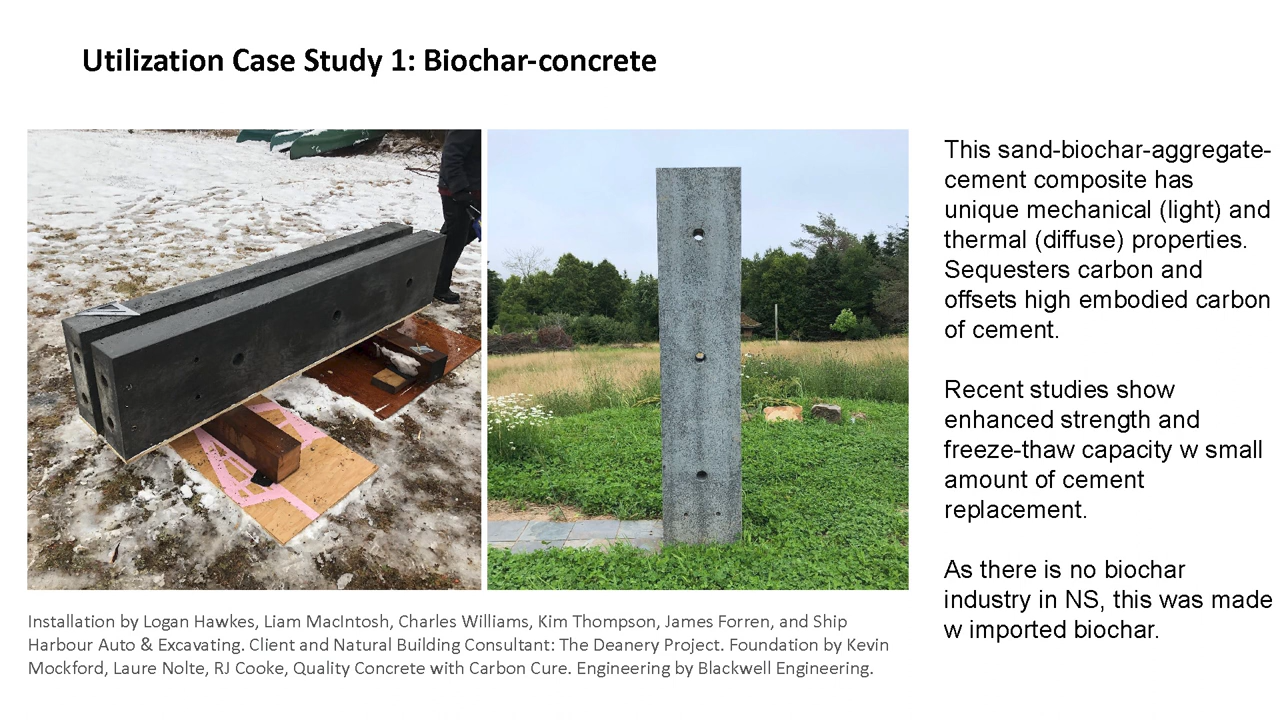 Utilization Case Study 1: Biochar-concrete
This sand-biochar-aggregate-
cement composite has
unique mechanical (light) and
thermal (diffuse) properties.
Sequesters carbon and
offsets high embodied carbon
of cement.
Recent studies show
enhanced strength and
freeze-thaw capacity w small
amount of cement
replacement.
As there is no biochar
industry in NS, this was made
w imported biochar.
Installation by Logan Hawkes, Liam MacIntosh, Charles Williams, Kim Thompson, James Forren, and Ship
Harbour Auto & Excavating. Client and Natural Building Consultant: The Deanery Project. Foundation by Kevin
Mockford, Laure Nolte, RJ Cooke, Quality Concrete with Carbon Cure. Engineering by Blackwell Engineering.